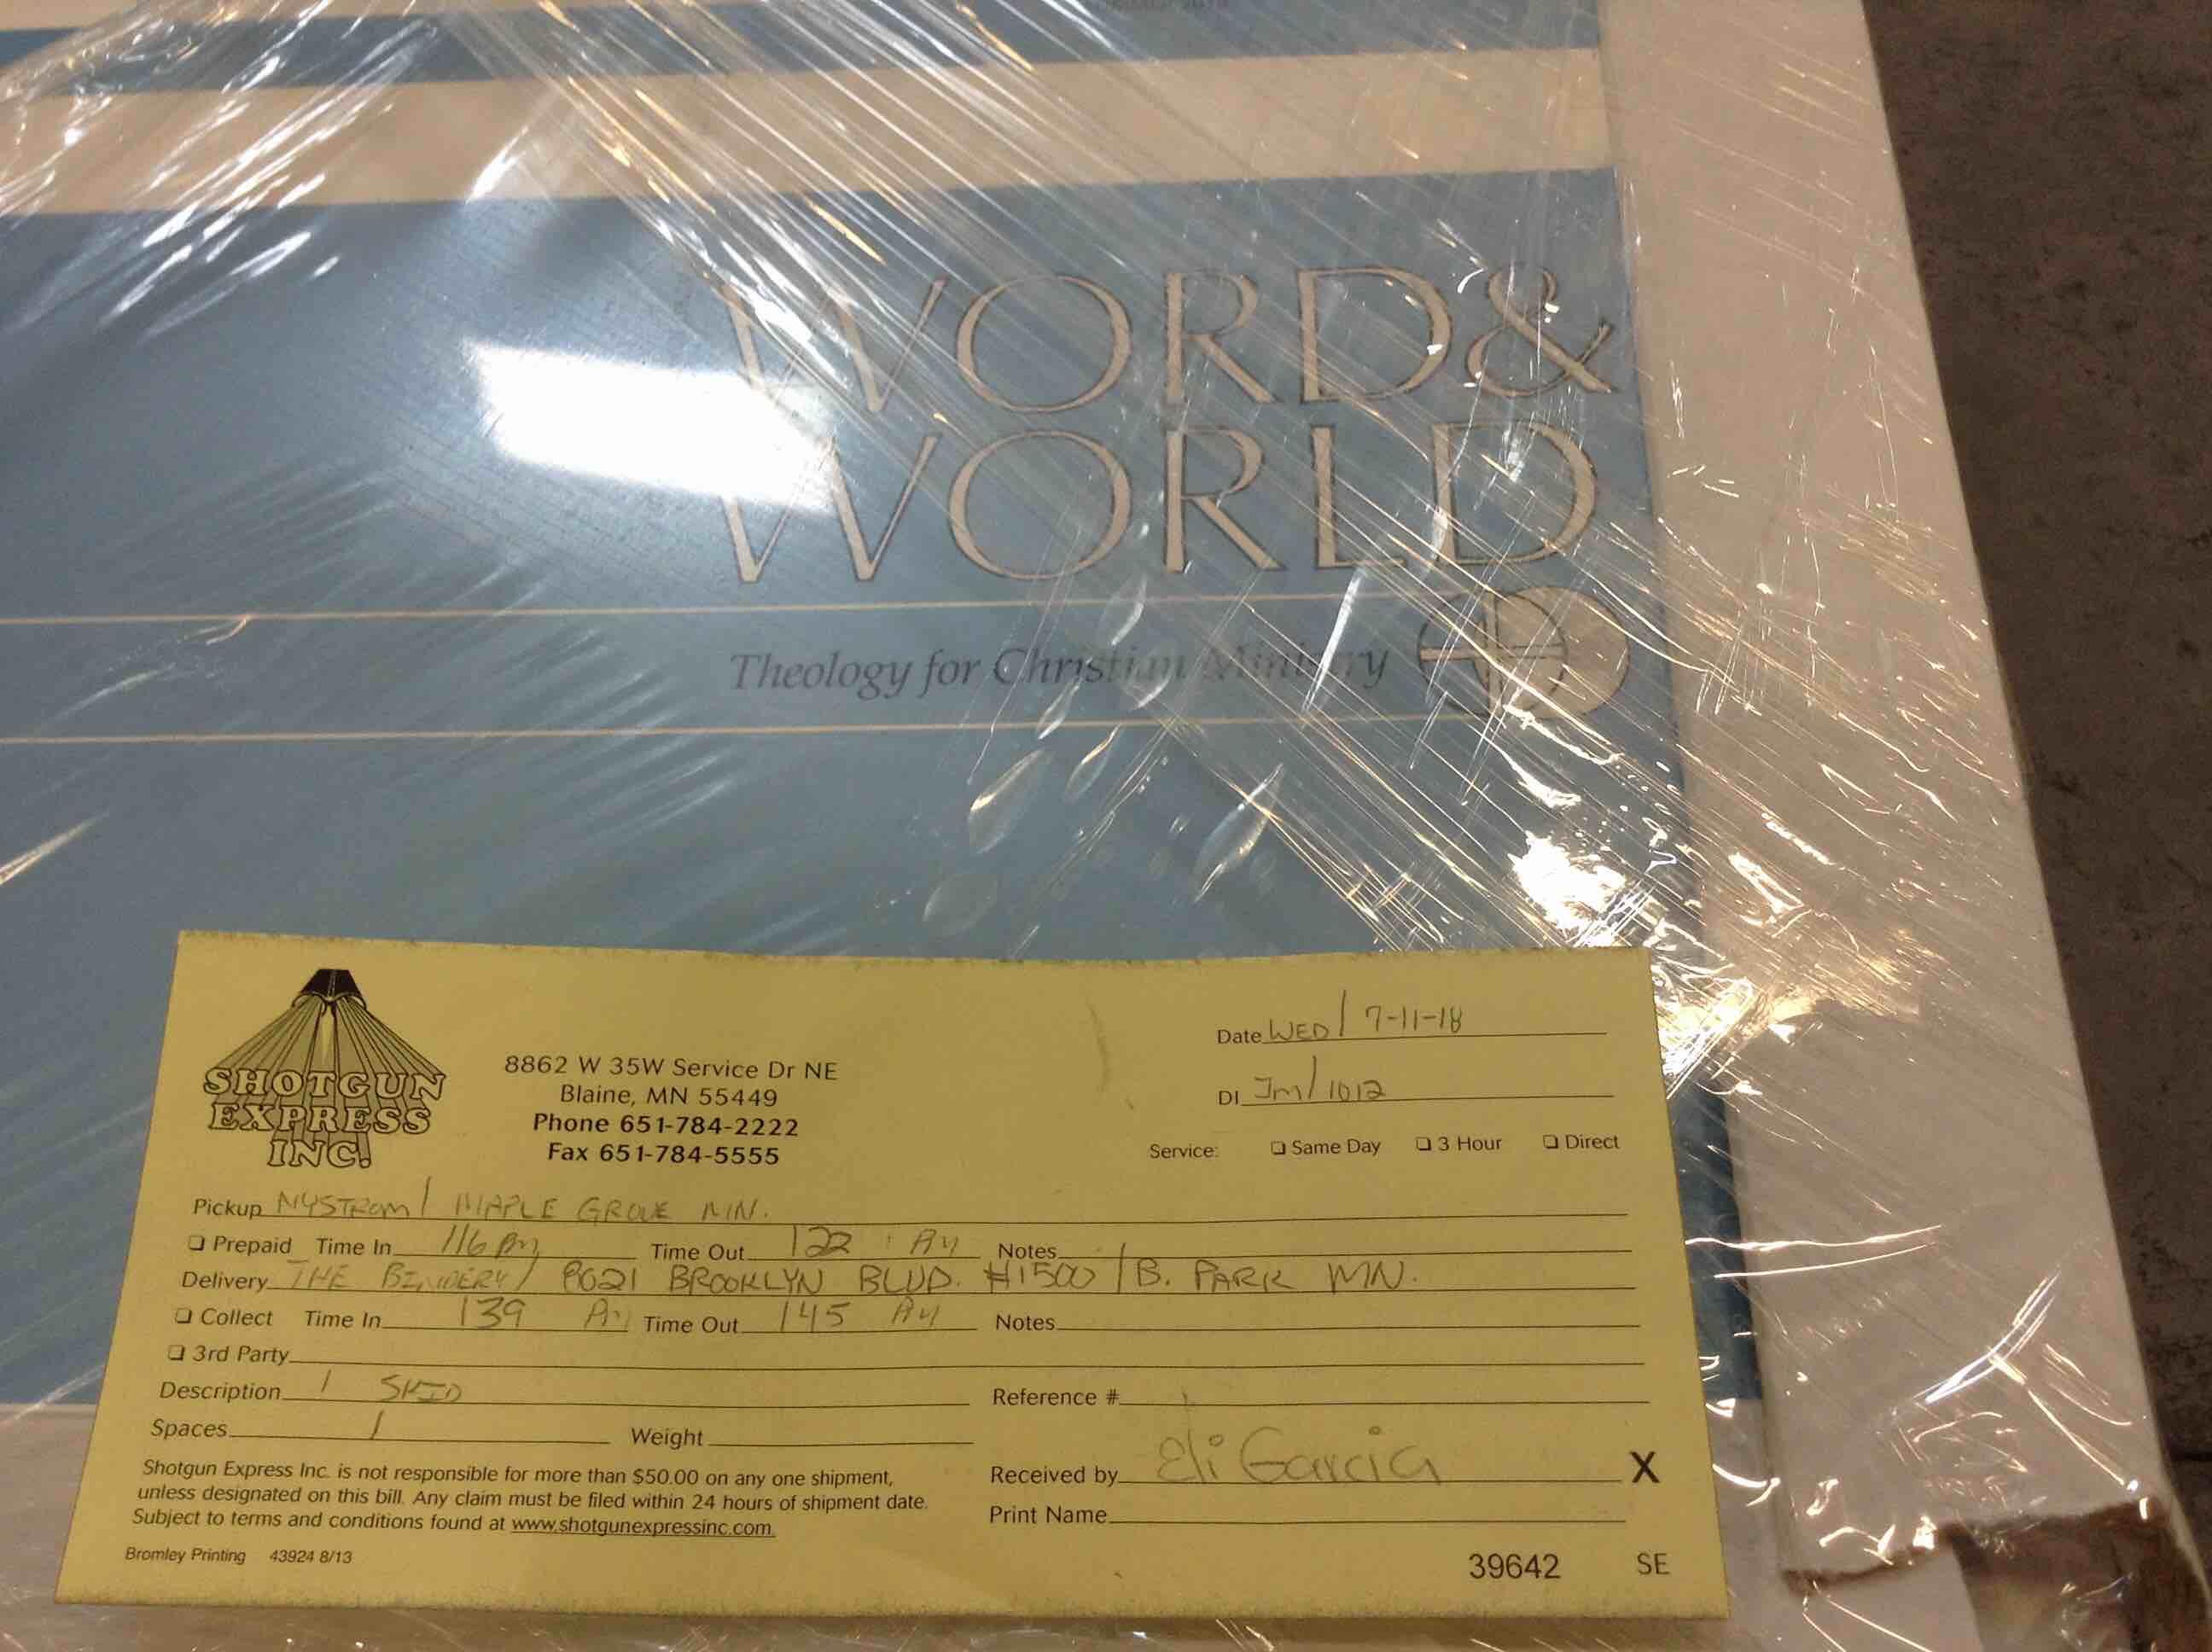 WORD&
WORLD
Theology for Christian Ministry
SHOTGUN
EXPRESS
INC!
8862 W 35W Service Dr NE
Blaine, MN 55449
Phone 651-784-2222
Fax 651-784-5555
Date WED / 7-11-18
DI Jm/1012
Service: Same Day 3 Hour Direct
Pickup NYSTROM / MAPLE GROVE MN.
Prepaid Time In 116 PM Time Out 122 PM Notes
Delivery THE BINDERY / 8021 BROOKLYN BLVD. #1500 / B. PARK MN.
Collect Time In 139 PM Time Out 145 PM Notes
3rd Party
Description 1 SKID Reference #
Spaces 1 Weight
Shotgun Express Inc. is not responsible for more than $50.00 on any one shipment,
unless designated on this bill. Any claim must be filed within 24 hours of shipment date.
Subject to terms and conditions found at www.shotgunexpressinc.com.
Received by Eli Garcia X
Print Name
Bromley Printing 43924 8/13
39642 SE